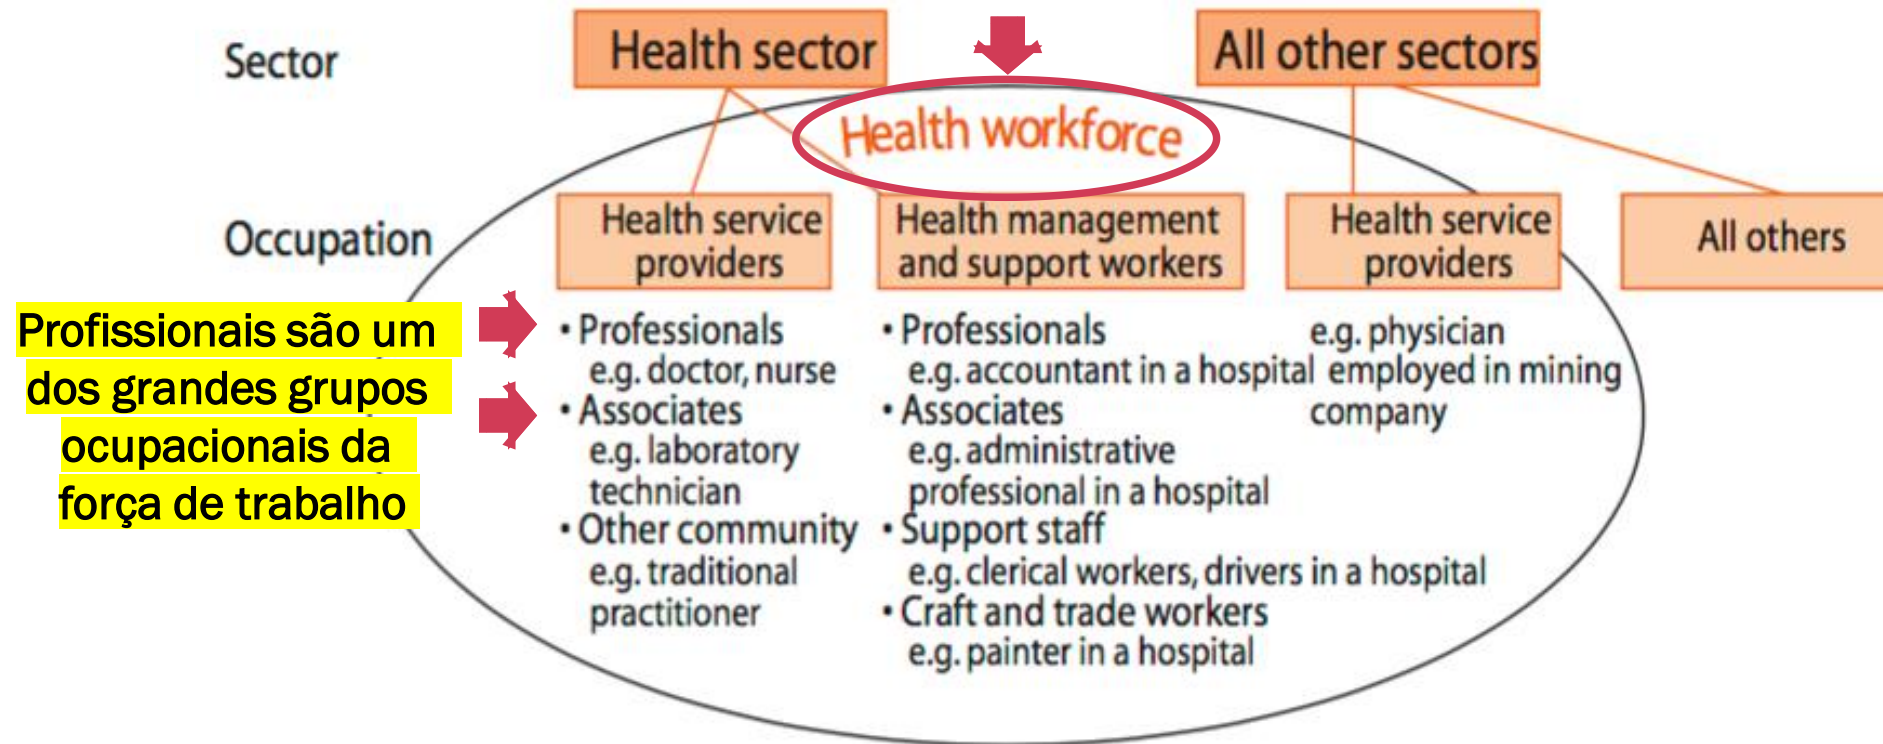 Sector
Health sector
All other sectors
Health workforce
Occupation
Health service
providers
Health management
and support workers
Health service
providers
All others
Profissionais são um
dos grandes grupos
ocupacionais da
força de trabalho
• Professionals
e.g. doctor, nurse
• Associates
e.g. laboratory
technician
• Other community
e.g. traditional
practitioner
• Professionals
e.g. accountant in a hospital
• Associates
e.g. administrative
professional in a hospital
• Support staff
e.g. clerical workers, drivers in a hospital
• Craft and trade workers
e.g. painter in a hospital
e.g. physician
employed in mining
company